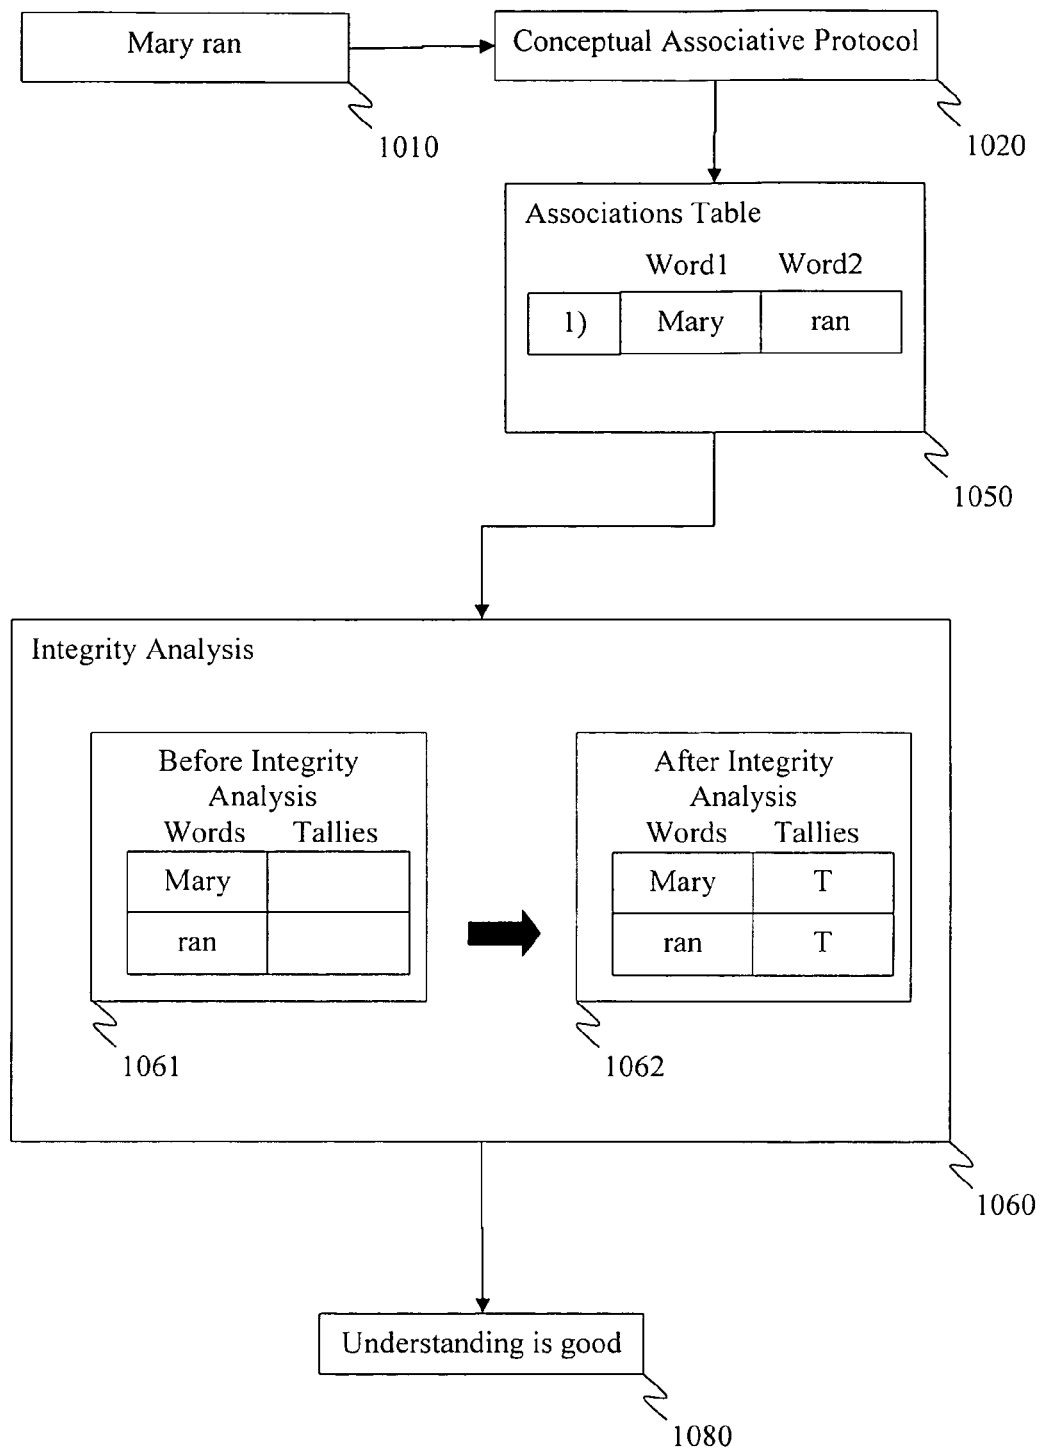 Mary ran
Conceptual Associative Protocol
1010
1020
Associations Table
Word1 Word2
1) Mary ran
1050
Integrity Analysis
Before Integrity
Analysis
Words Tallies
Mary
ran
1061
After Integrity
Analysis
Words Tallies
Mary T
ran T
1062
1060
Understanding is good
1080